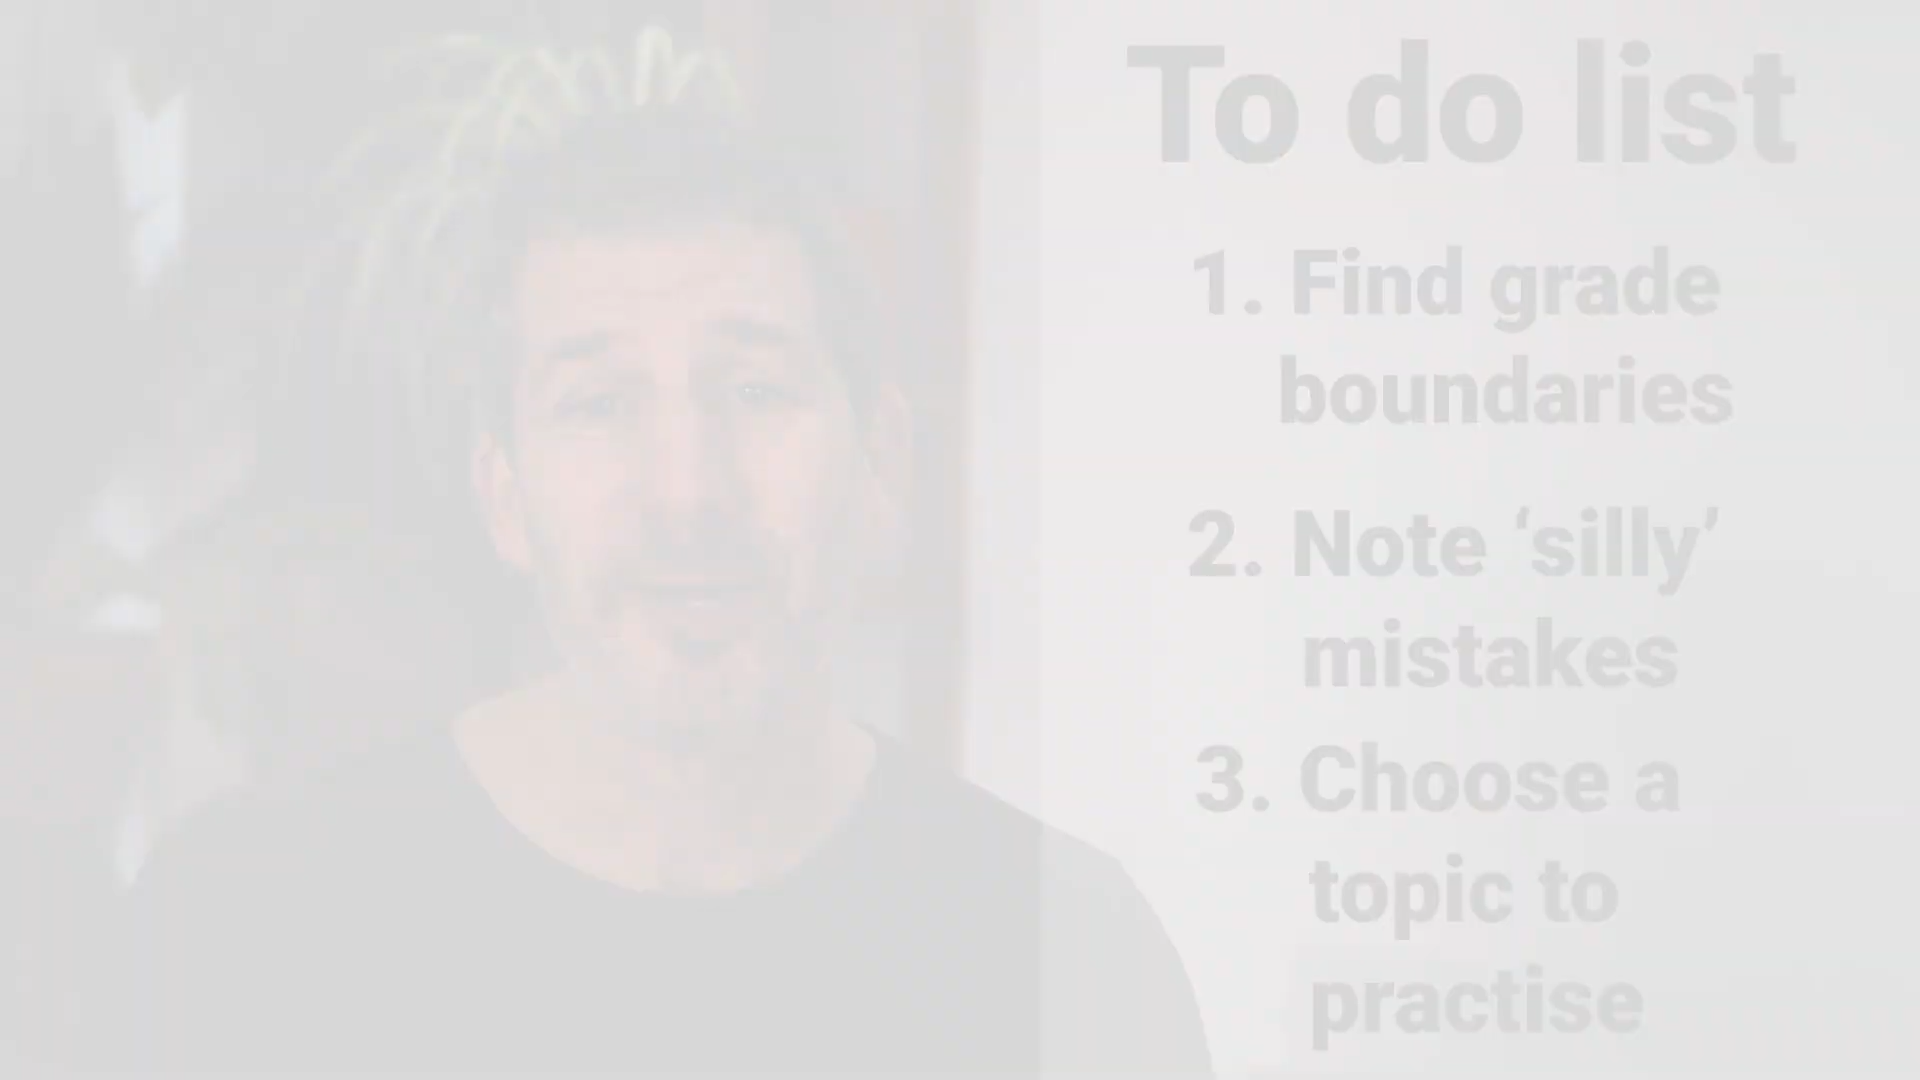 To do list
1. Find grade
boundaries
2. Note ‘silly’
mistakes
3. Choose a
topic to
practise